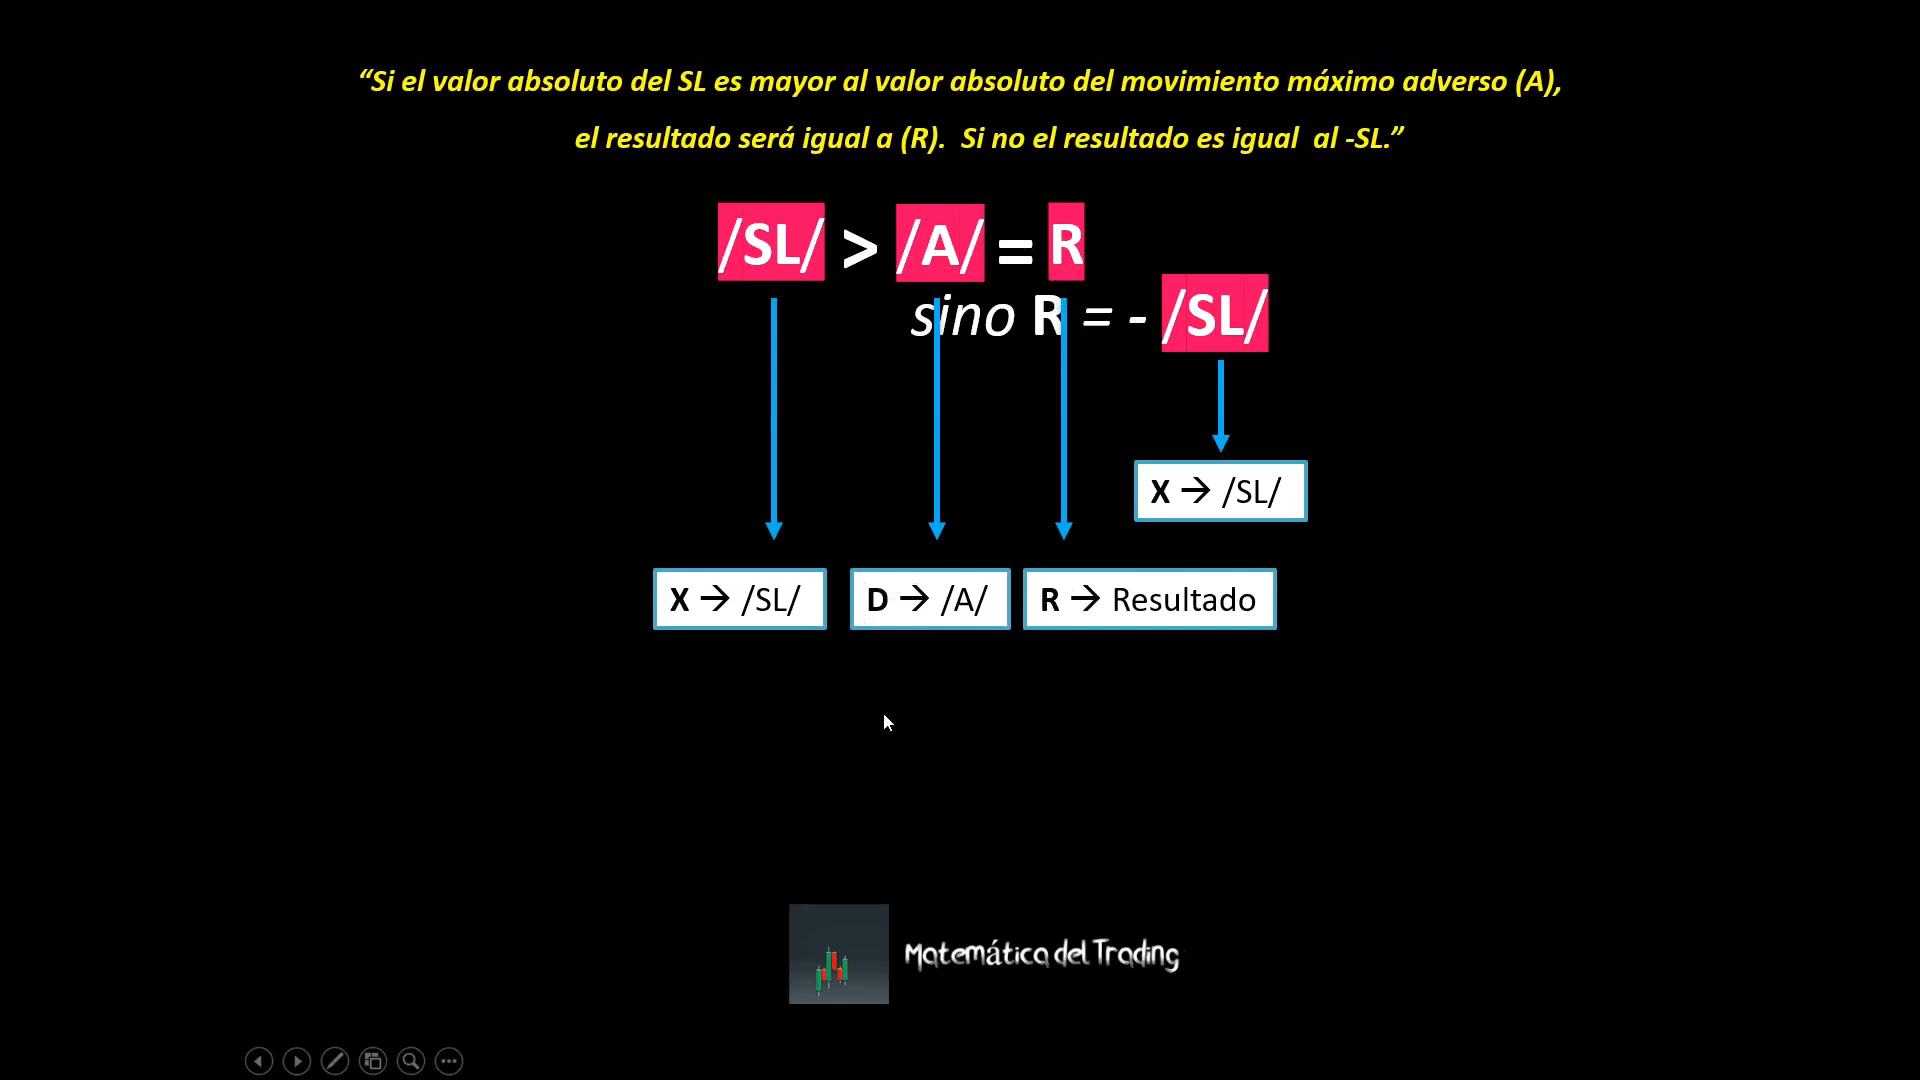 “Si el valor absoluto del SL es mayor al valor absoluto del movimiento máximo adverso (A),
el resultado será igual a (R).  Si no el resultado es igual  al -SL.”
/SL/ > /A/ = R
sino R = - /SL/
X → /SL/
X → /SL/
D → /A/
R → Resultado
Matemática del Trading